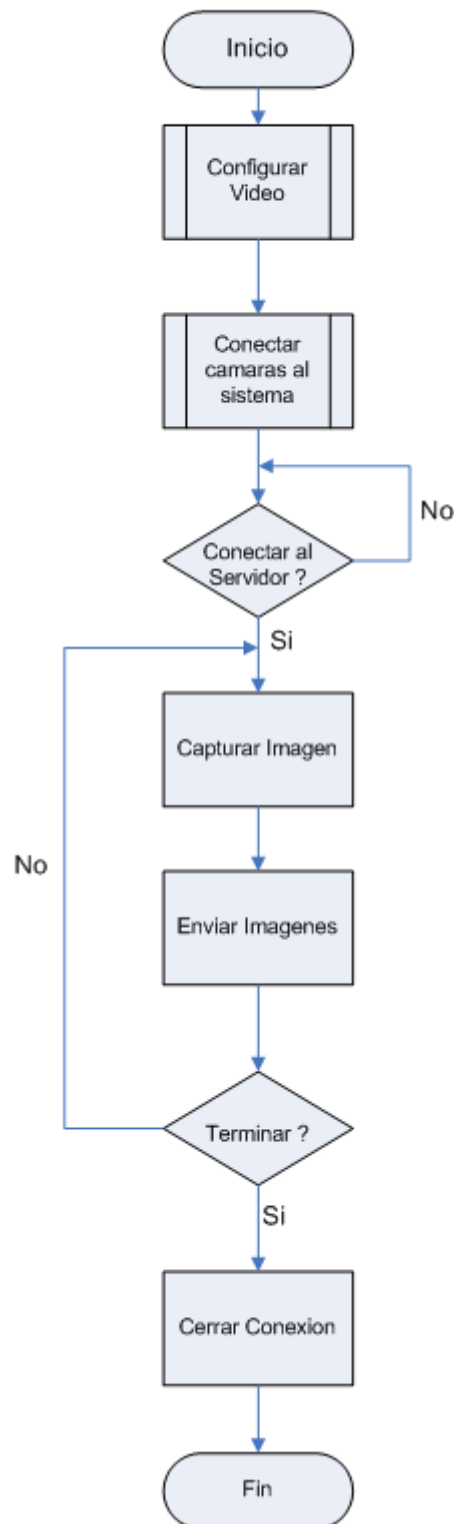 Inicio
Configurar
Video
Conectar
camaras al
sistema
No
Conectar al
Servidor ?
Si
Capturar Imagen
No
Enviar Imagenes
Terminar ?
Si
Cerrar Conexion
Fin